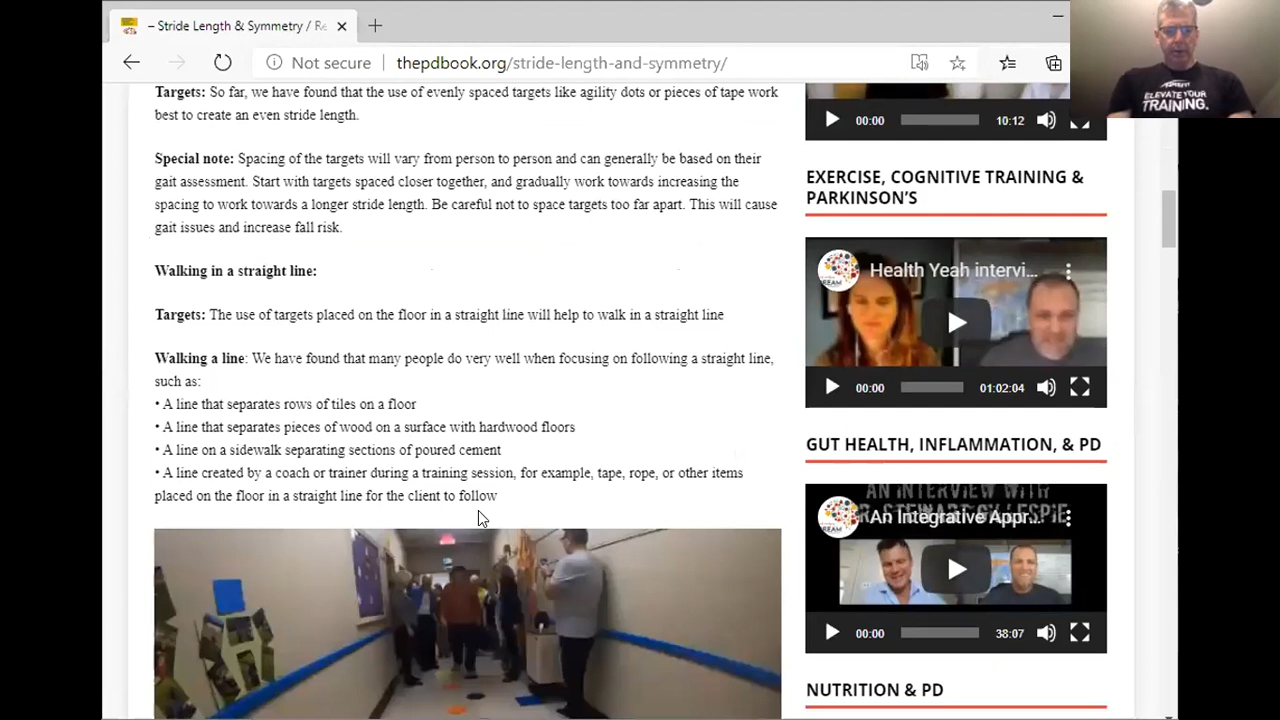 – Stride Length & Symmetry / Re
Not secure
thepdbook.org/stride-length-and-symmetry/
ELEVATE YOUR
TRAINING.
Targets: So far, we have found that the use of evenly spaced targets like agility dots or pieces of tape work
best to create an even stride length.
Special note: Spacing of the targets will vary from person to person and can generally be based on their
gait assessment. Start with targets spaced closer together, and gradually work towards increasing the
spacing to work towards a longer stride length. Be careful not to space targets too far apart. This will cause
gait issues and increase fall risk.
Walking in a straight line:
Targets: The use of targets placed on the floor in a straight line will help to walk in a straight line
Walking a line: We have found that many people do very well when focusing on following a straight line,
such as:
• A line that separates rows of tiles on a floor
• A line that separates pieces of wood on a surface with hardwood floors
• A line on a sidewalk separating sections of poured cement
• A line created by a coach or trainer during a training session, for example, tape, rope, or other items
placed on the floor in a straight line for the client to follow
00:00 10:12
EXERCISE, COGNITIVE TRAINING &
PARKINSON'S
Health Yeah intervi...
00:00 01:02:04
GUT HEALTH, INFLAMMATION, & PD
AN INTERVIEW WITH
An Integrative Appr...
00:00 38:07
NUTRITION & PD